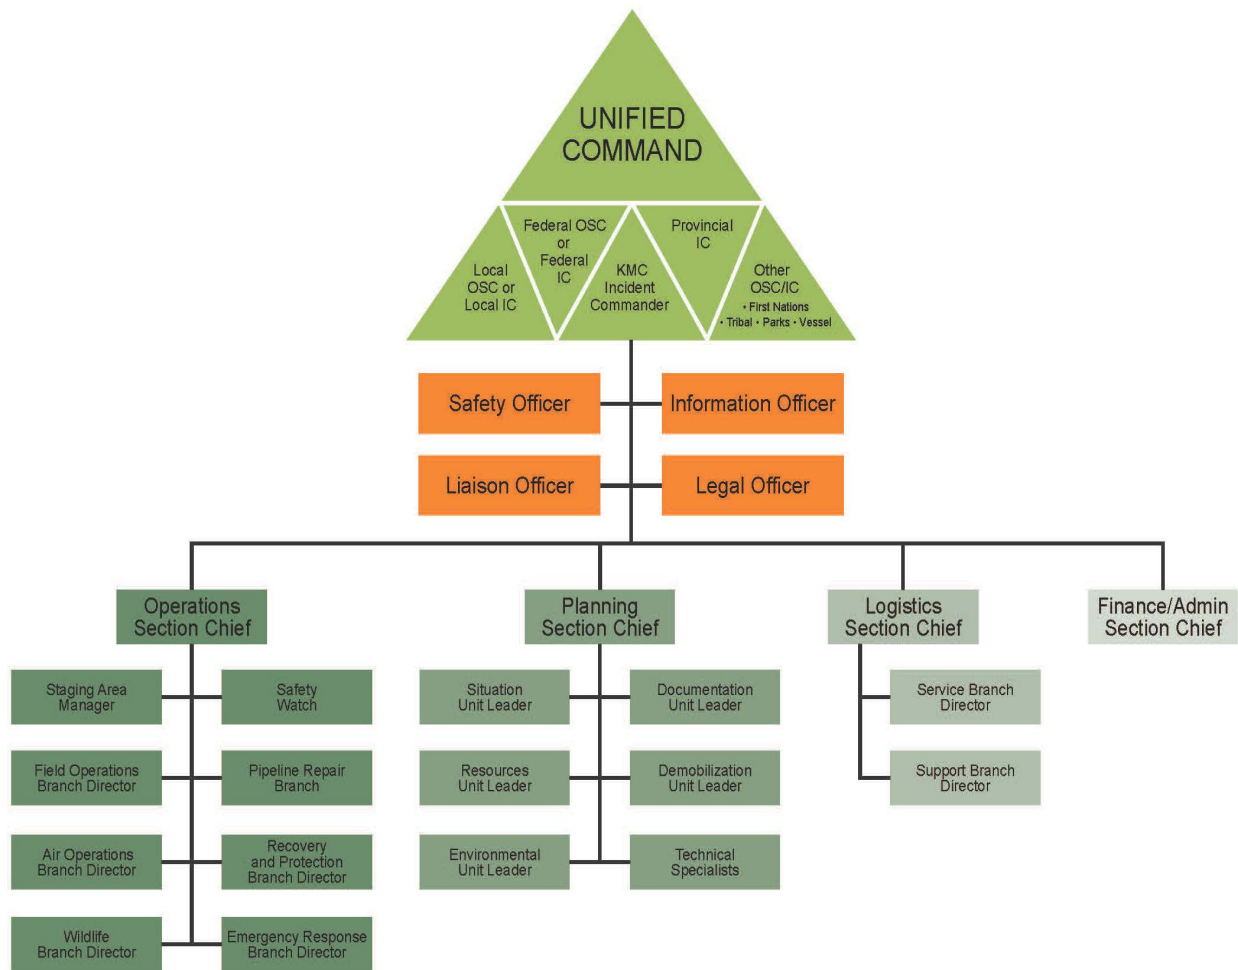 UNIFIED
COMMAND
Local
OSC or
Local IC
Federal OSC
or
Federal
IC
KMC
Incident
Commander
Provincial
IC
Other
OSC/IC
• First Nations
• Tribal • Parks • Vessel
Safety Officer
Information Officer
Liaison Officer
Legal Officer
Operations
Section Chief
Staging Area
Manager
Safety
Watch
Field Operations
Branch Director
Pipeline Repair
Branch
Air Operations
Branch Director
Recovery
and Protection
Branch Director
Wildlife
Branch Director
Emergency Response
Branch Director
Planning
Section Chief
Situation
Unit Leader
Documentation
Unit Leader
Resources
Unit Leader
Demobilization
Unit Leader
Environmental
Unit Leader
Technical
Specialists
Logistics
Section Chief
Service Branch
Director
Support Branch
Director
Finance/Admin
Section Chief